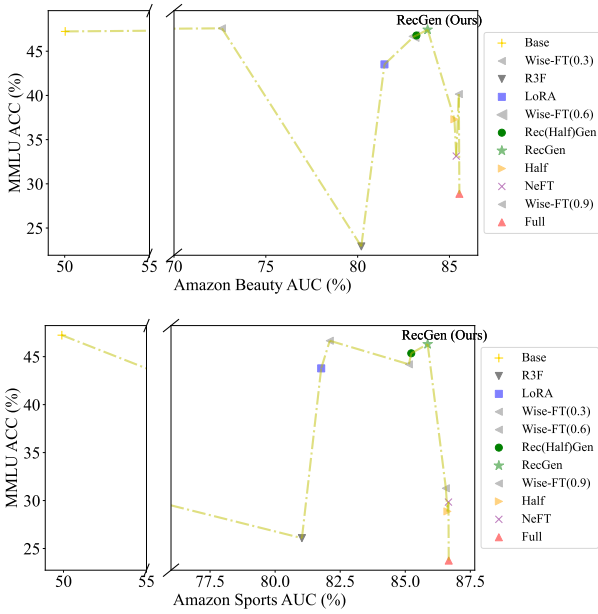 RecGen (Ours)
MMLU ACC (%)
45
40
35
30
25
50
55
70
75
80
85
Amazon Beauty AUC (%)
Base
Wise-FT(0.3)
R3F
LoRA
Wise-FT(0.6)
Rec(Half)Gen
RecGen
Half
NeFT
Wise-FT(0.9)
Full
RecGen (Ours)
MMLU ACC (%)
45
40
35
30
25
50
55
77.5
80.0
82.5
85.0
87.5
Amazon Sports AUC (%)
Base
R3F
LoRA
Wise-FT(0.3)
Wise-FT(0.6)
Rec(Half)Gen
RecGen
Wise-FT(0.9)
Half
NeFT
Full